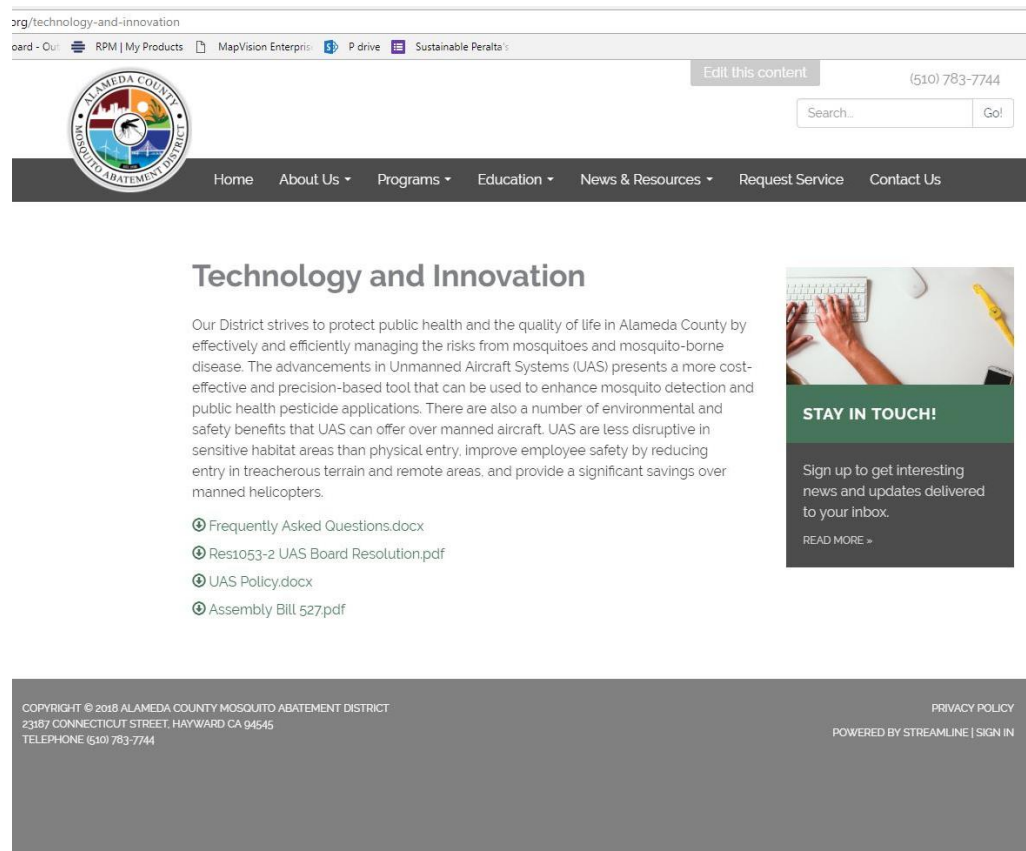 org/technology-and-innovation
RPM | My Products MapVision Enterpris P drive Sustainable Peralta's
Edit this content
(510) 783-7744
Search...
Go!
ALAMEDA COUNTY
MOSQUITO ABATEMENT DISTRICT
Home About Us Programs Education News & Resources Request Service Contact Us
Technology and Innovation
Our District strives to protect public health and the quality of life in Alameda County by
effectively and efficiently managing the risks from mosquitoes and mosquito-borne
disease. The advancements in Unmanned Aircraft Systems (UAS) presents a more cost-
effective and precision-based tool that can be used to enhance mosquito detection and
public health pesticide applications. There are also a number of environmental and
safety benefits that UAS can offer over manned aircraft. UAS are less disruptive in
sensitive habitat areas than physical entry, improve employee safety by reducing
entry in treacherous terrain and remote areas, and provide a significant savings over
manned helicopters.
Frequently Asked Questions.docx
Res1053-2 UAS Board Resolution.pdf
UAS Policy.docx
Assembly Bill 527.pdf
STAY IN TOUCH!
Sign up to get interesting
news and updates delivered
to your inbox.
READ MORE »
COPYRIGHT © 2018 ALAMEDA COUNTY MOSQUITO ABATEMENT DISTRICT
23187 CONNECTICUT STREET, HAYWARD CA 94545
TELEPHONE (510) 783-7744
PRIVACY POLICY
POWERED BY STREAMLINE | SIGN IN